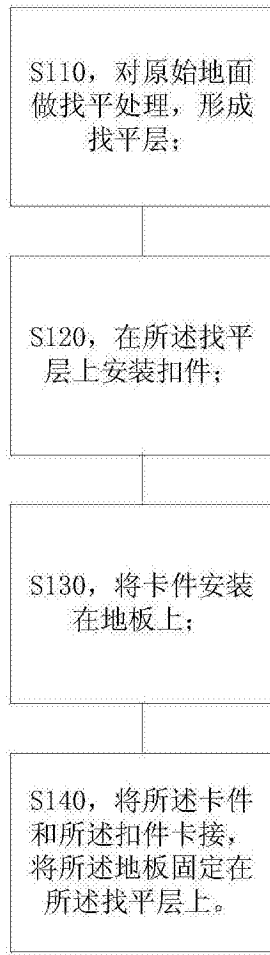 S110，对原始地面
做找平处理，形成
找平层；
S120，在所述找平
层上安装扣件；
S130，将卡件安装
在地板上；
S140，将所述卡件
和所述扣件卡接，
将所述地板固定在
所述找平层上。